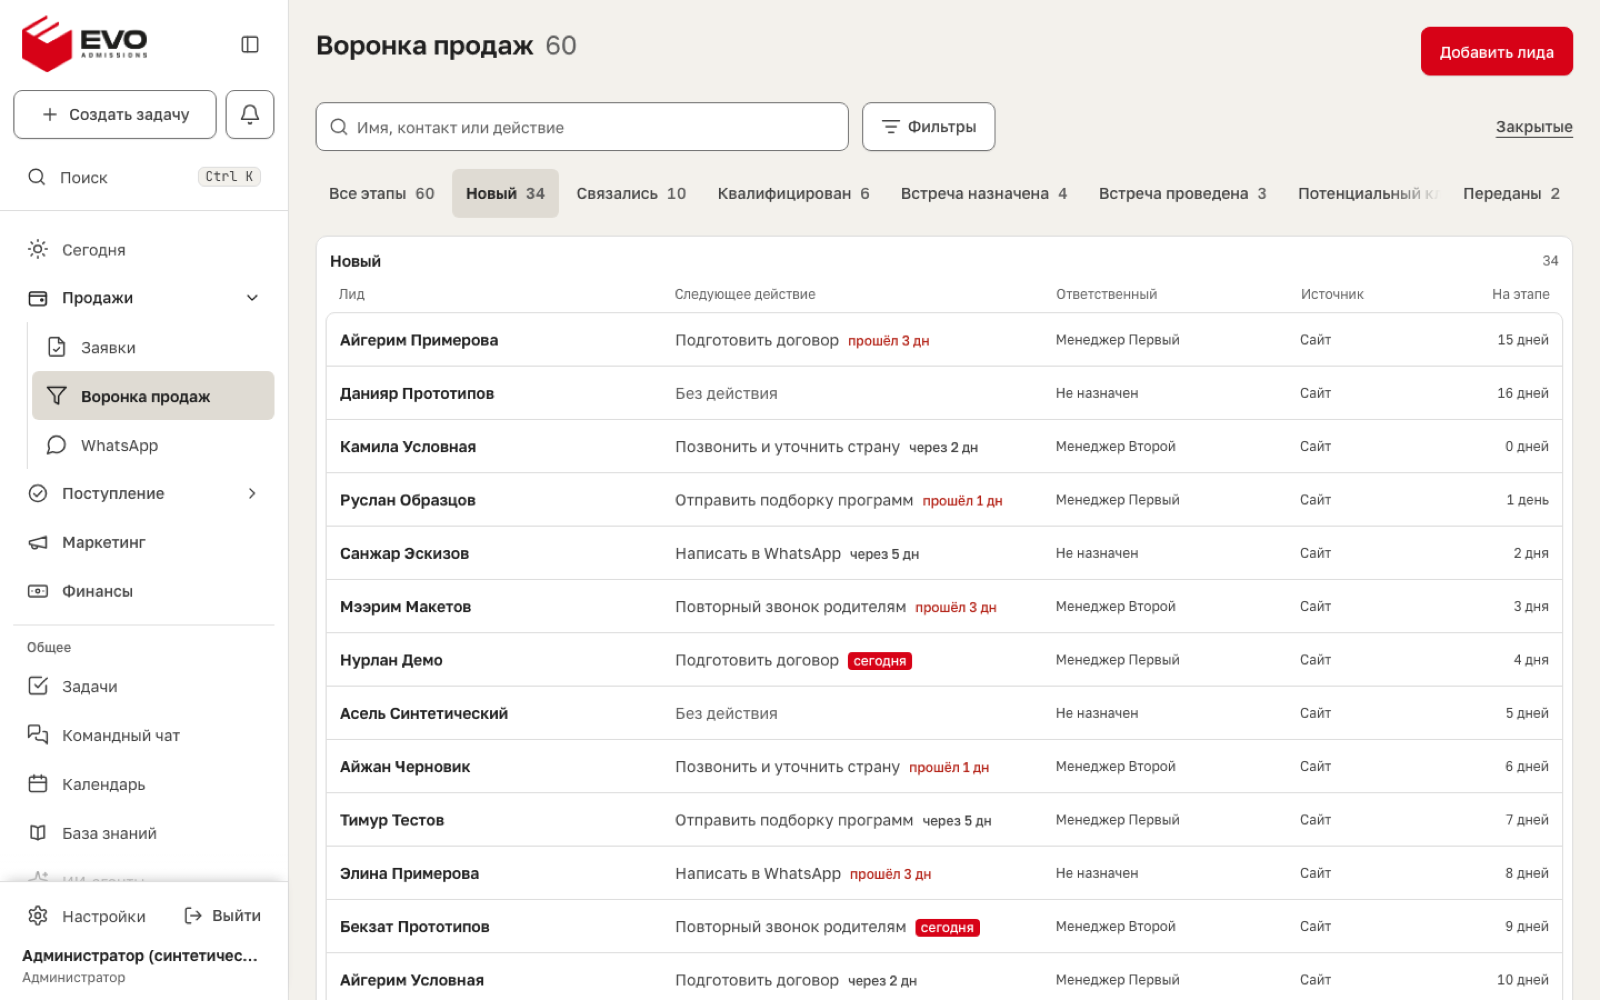 EVO
ADMISSIONS
Создать задачу
Поиск Ctrl K
Сегодня
Продажи
Заявки
Воронка продаж
WhatsApp
Поступление
Маркетинг
Финансы
Общее
Задачи
Командный чат
Календарь
База знаний
Настройки Выйти
Администратор (синтетичес...
Администратор
Воронка продаж 60
Добавить лида
Имя, контакт или действие
Фильтры
Закрытые
Все этапы 60 Новый 34 Связались 10 Квалифицирован 6 Встреча назначена 4 Встреча проведена 3 Потенциальный Переданы 2
Новый 34
Лид Следующее действие Ответственный Источник На этапе
Айгерим Примерова Подготовить договор прошёл 3 дн Менеджер Первый Сайт 15 дней
Данияр Прототипов Без действия Не назначен Сайт 16 дней
Камила Условная Позвонить и уточнить страну через 2 дн Менеджер Второй Сайт 0 дней
Руслан Образцов Отправить подборку программ прошёл 1 дн Менеджер Первый Сайт 1 день
Санжар Эскизов Написать в WhatsApp через 5 дн Не назначен Сайт 2 дня
Мээрим Макетов Повторный звонок родителям прошёл 3 дн Менеджер Второй Сайт 3 дня
Нурлан Демо Подготовить договор сегодня Менеджер Первый Сайт 4 дня
Асель Синтетический Без действия Не назначен Сайт 5 дней
Айжан Черновик Позвонить и уточнить страну прошёл 1 дн Менеджер Второй Сайт 6 дней
Тимур Тестов Отправить подборку программ через 5 дн Менеджер Первый Сайт 7 дней
Элина Примерова Написать в WhatsApp прошёл 3 дн Не назначен Сайт 8 дней
Бекзат Прототипов Повторный звонок родителям сегодня Менеджер Второй Сайт 9 дней
Айгерим Условная Подготовить договор через 2 дн Менеджер Первый Сайт 10 дней